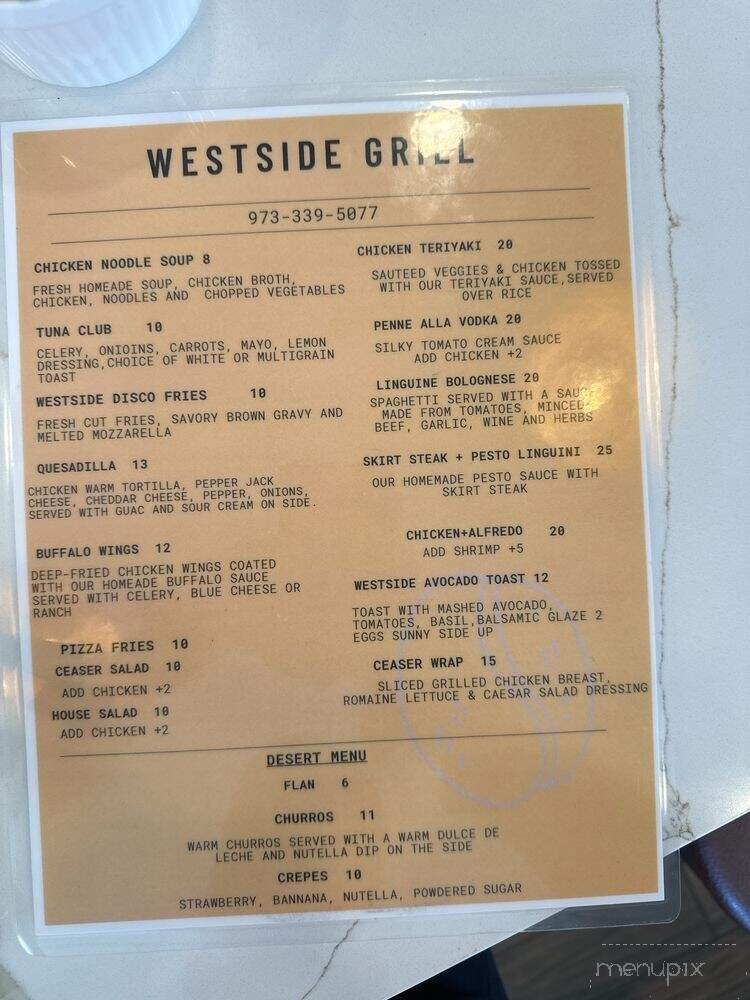 WESTSIDE GRILL
973-339-5077
CHICKEN NOODLE SOUP 8
FRESH HOMEADE SOUP, CHICKEN BROTH,
CHICKEN, NOODLES AND CHOPPED VEGETABLES
TUNA CLUB 10
CELERY, ONIOINS, CARROTS, MAYO, LEMON
DRESSING,CHOICE OF WHITE OR MULTIGRAIN
TOAST
WESTSIDE DISCO FRIES 10
FRESH CUT FRIES, SAVORY BROWN GRAVY AND
MELTED MOZZARELLA
QUESADILLA 13
CHICKEN WARM TORTILLA, PEPPER JACK
CHEESE, CHEDDAR CHEESE, PEPPER, ONIONS,
SERVED WITH GUAC AND SOUR CREAM ON SIDE.
BUFFALO WINGS 12
DEEP-FRIED CHICKEN WINGS COATED
WITH OUR HOMEADE BUFFALO SAUCE
SERVED WITH CELERY, BLUE CHEESE OR
RANCH
PIZZA FRIES 10
CEASER SALAD 10
ADD CHICKEN +2
HOUSE SALAD 10
ADD CHICKEN +2
CHICKEN TERIYAKI 20
SAUTEED VEGGIES & CHICKEN TOSSED
WITH OUR TERIYAKI SAUCE,SERVED
OVER RICE
PENNE ALLA VODKA 20
SILKY TOMATO CREAM SAUCE
ADD CHICKEN +2
LINGUINE BOLOGNESE 20
SPAGHETTI SERVED WITH A SAUCE
MADE FROM TOMATOES, MINCED
BEEF, GARLIC, WINE AND HERBS
SKIRT STEAK + PESTO LINGUINI 25
OUR HOMEMADE PESTO SAUCE WITH
SKIRT STEAK
CHICKEN+ALFREDO 20
ADD SHRIMP +5
WESTSIDE AVOCADO TOAST 12
TOAST WITH MASHED AVOCADO,
TOMATOES, BASIL,BALSAMIC GLAZE 2
EGGS SUNNY SIDE UP
CEASER WRAP 15
SLICED GRILLED CHICKEN BREAST,
ROMAINE LETTUCE & CAESAR SALAD DRESSING
DESERT MENU
FLAN 6
CHURROS 11
WARM CHURROS SERVED WITH A WARM DULCE DE
LECHE AND NUTELLA DIP ON THE SIDE
CREPES 10
STRAWBERRY, BANNANA, NUTELLA, POWDERED SUGAR
menupix